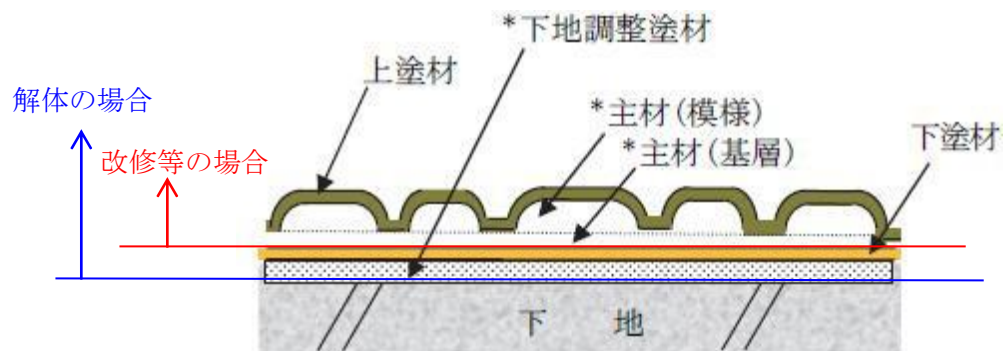 *下地調整塗材
上塗材
解体の場合
*主材(模様)
下塗材
*主材(基層)
改修等の場合
下 地